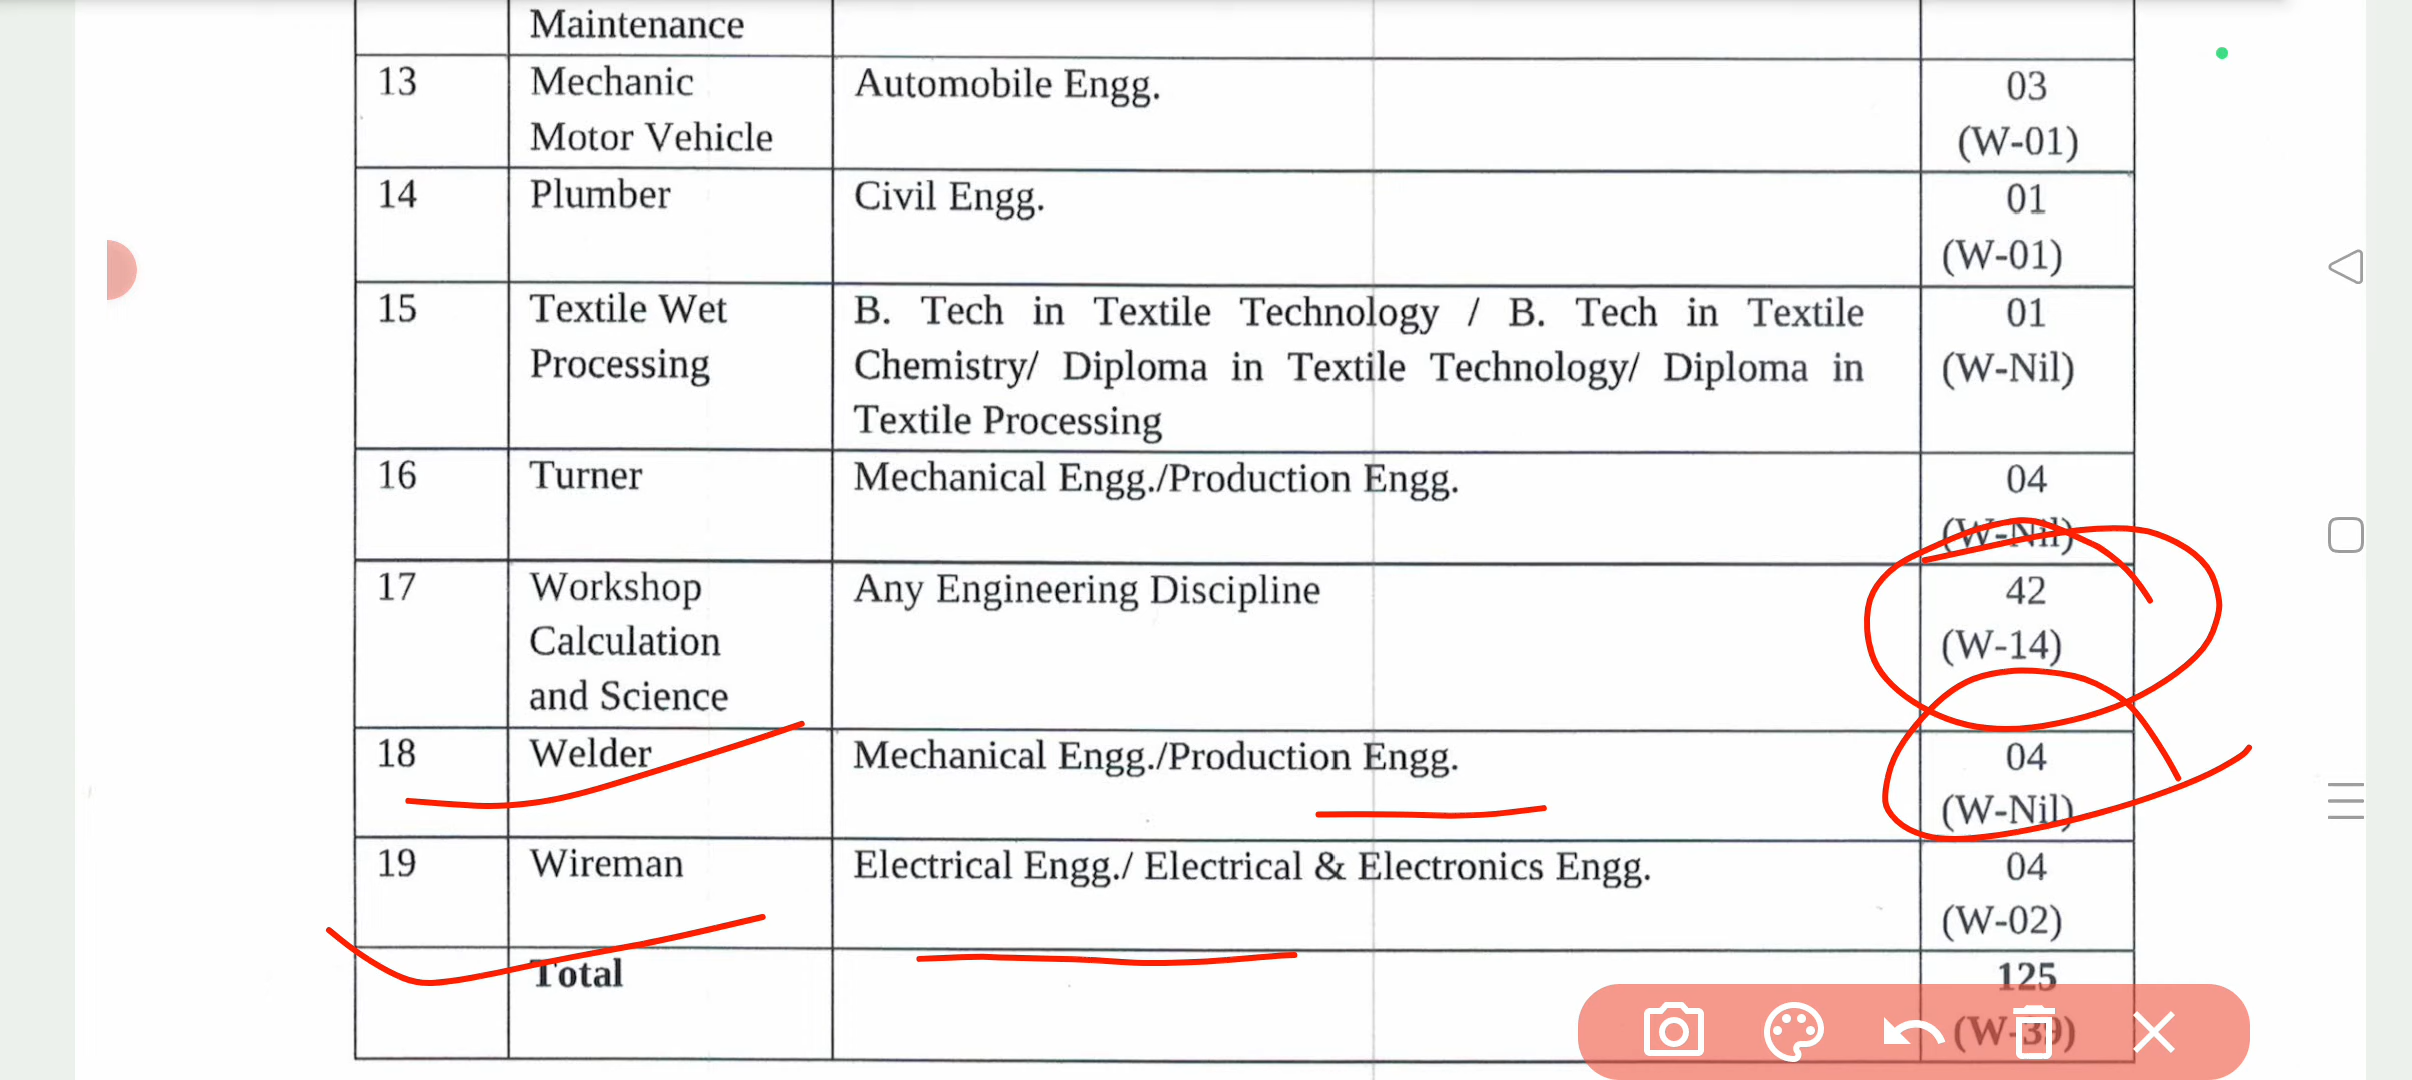 Maintenance
13 Mechanic Motor Vehicle Automobile Engg. 03 (W-01)
14 Plumber Civil Engg. 01 (W-01)
15 Textile Wet Processing B. Tech in Textile Technology / B. Tech in Textile Chemistry/ Diploma in Textile Technology/ Diploma in Textile Processing 01 (W-Nil)
16 Turner Mechanical Engg./Production Engg. 04 (W-Nil)
17 Workshop Calculation and Science Any Engineering Discipline 42 (W-14)
18 Welder Mechanical Engg./Production Engg. 04 (W-Nil)
19 Wireman Electrical Engg./ Electrical & Electronics Engg. 04 (W-02)
Total 125 (W-39)